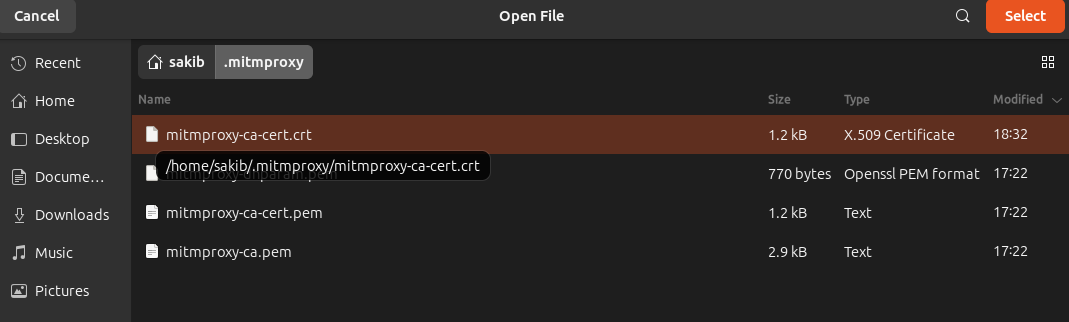 Cancel Open File Select
Recent
Home
Desktop
Docume...
Downloads
Music
Pictures
sakib .mitmproxy
Name Size Type Modified
mitmproxy-ca-cert.crt 1.2 kB X.509 Certificate 18:32
/home/sakib/.mitmproxy/mitmproxy-ca-cert.crt
770 bytes Openssl PEM format 17:22
mitmproxy-ca-cert.pem 1.2 kB Text 17:22
mitmproxy-ca.pem 2.9 kB Text 17:22